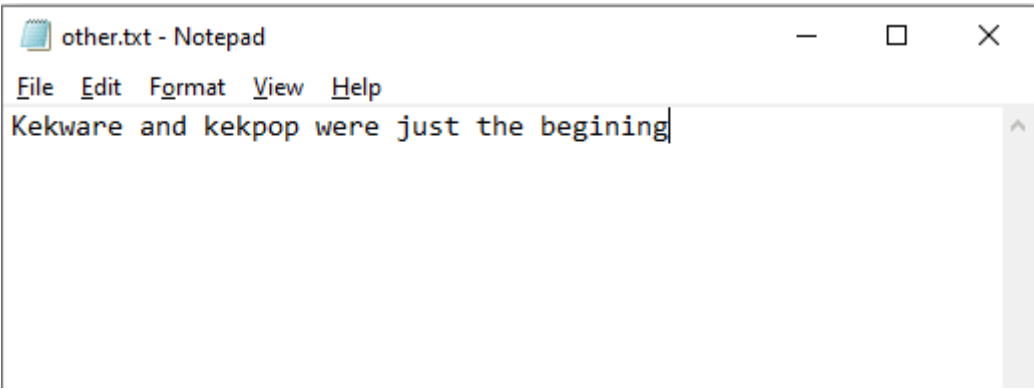 other.txt - Notepad
File Edit Format View Help
Kekware and kekpop were just the begining